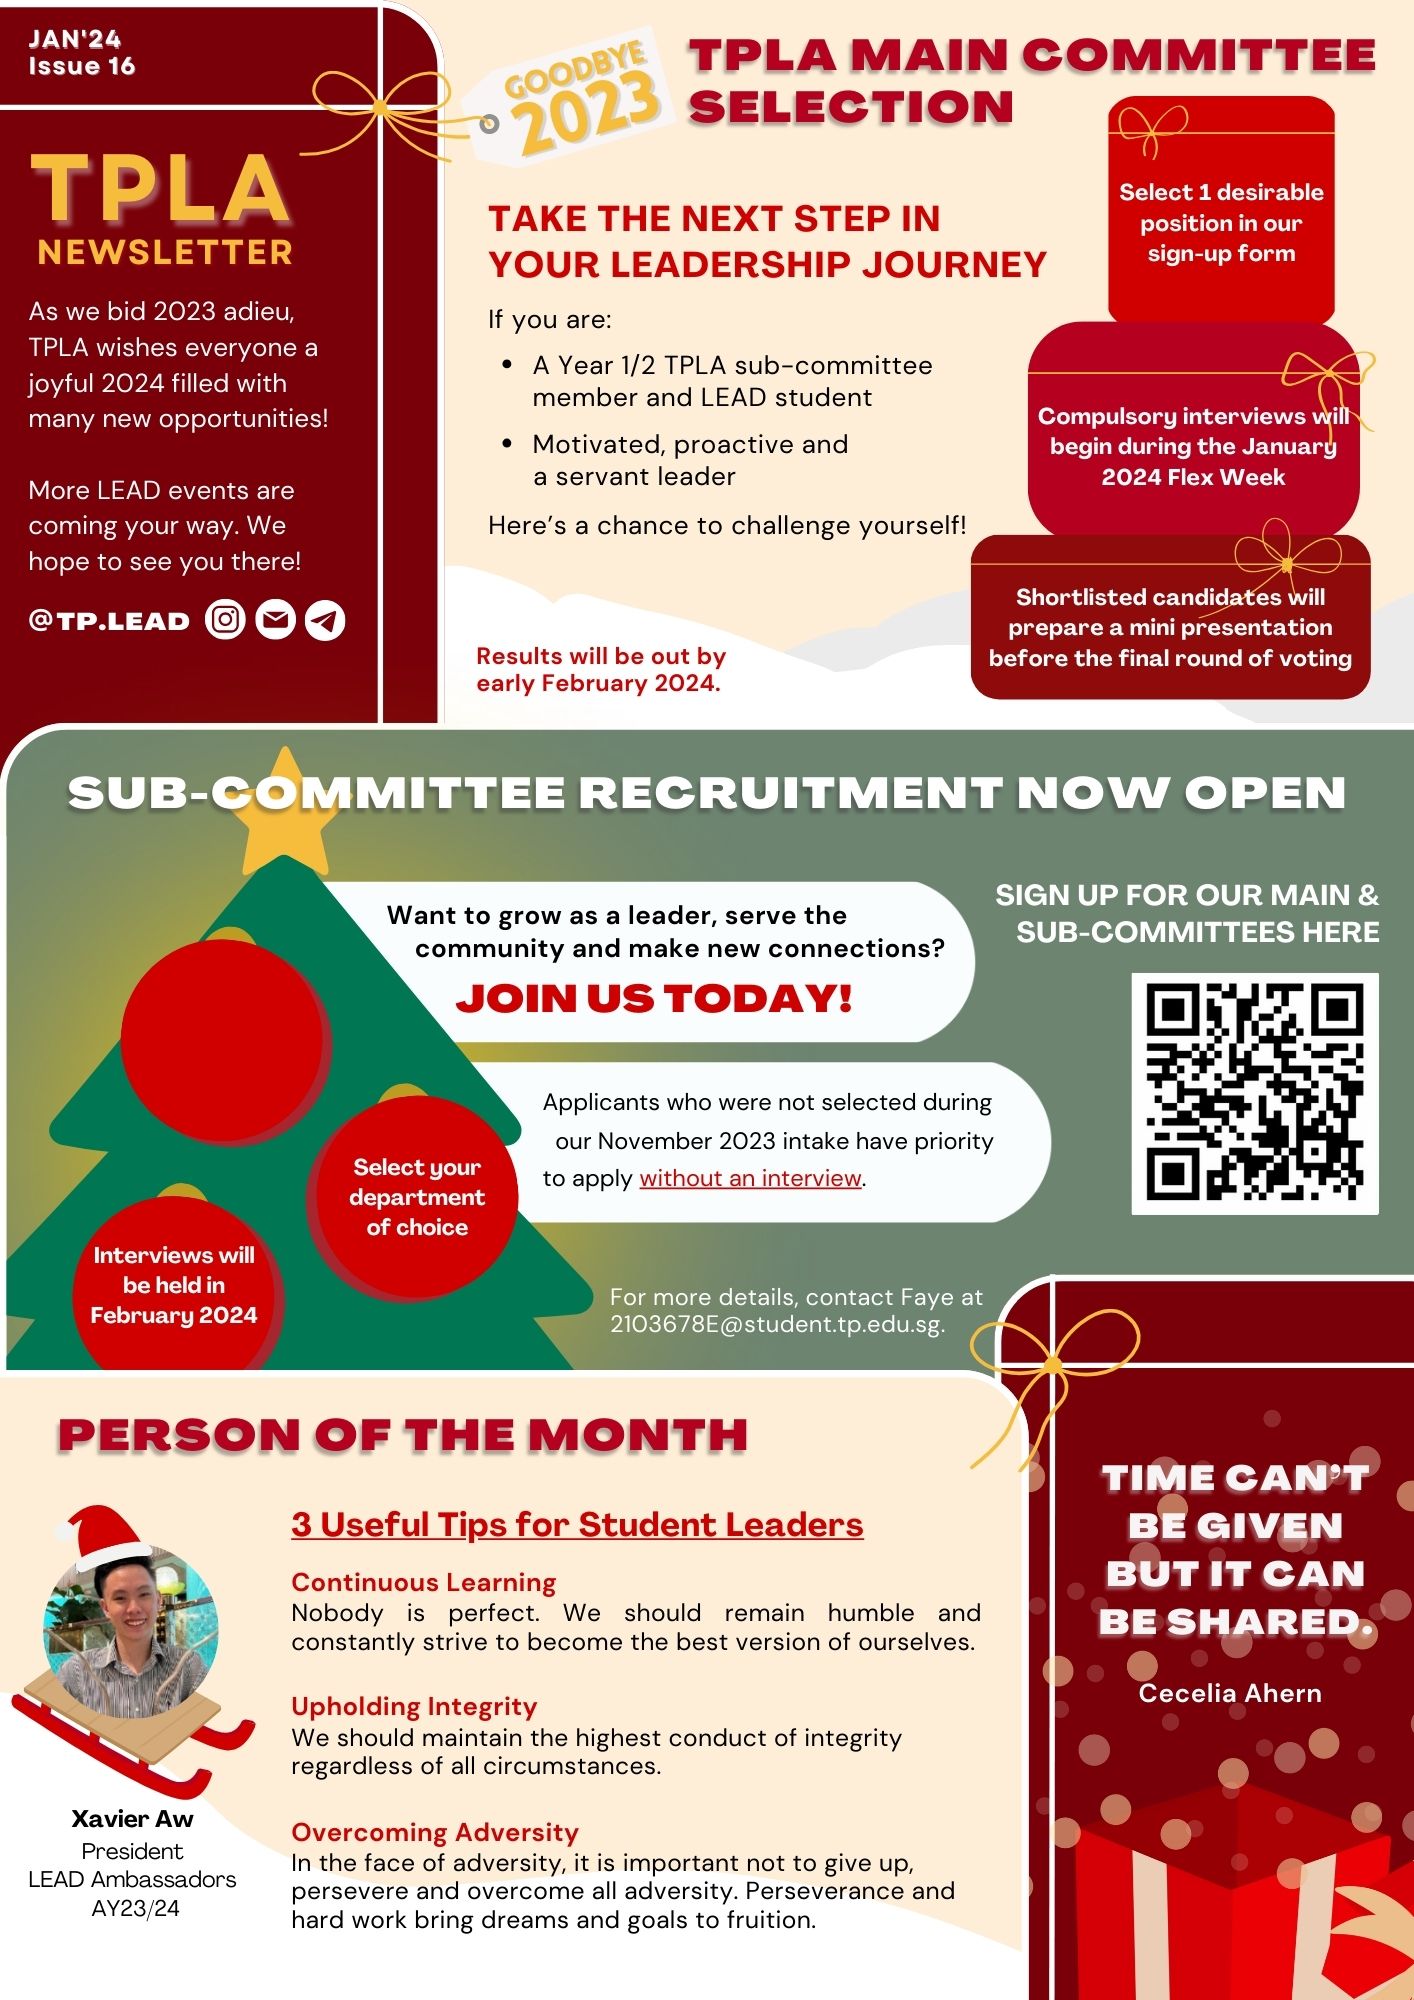 JAN'24
Issue 16
TPLA
NEWSLETTER
As we bid 2023 adieu,
TPLA wishes everyone a
joyful 2024 filled with
many new opportunities!
More LEAD events are
coming your way. We
hope to see you there!
@TP.LEAD
GOODBYE
2023
TPLA MAIN COMMITTEE
SELECTION
TAKE THE NEXT STEP IN
YOUR LEADERSHIP JOURNEY
If you are:
• A Year 1/2 TPLA sub-committee
member and LEAD student
• Motivated, proactive and
a servant leader
Here's a chance to challenge yourself!
Results will be out by
early February 2024.
Select 1 desirable
position in our
sign-up form
Compulsory interviews will
begin during the January
2024 Flex Week
Shortlisted candidates will
prepare a mini presentation
before the final round of voting
SUB-COMMITTEE RECRUITMENT NOW OPEN
Want to grow as a leader, serve the
community and make new connections?
JOIN US TODAY!
Applicants who were not selected during
our November 2023 intake have priority
to apply without an interview.
Select your
department
of choice
Interviews will
be held in
February 2024
SIGN UP FOR OUR MAIN &
SUB-COMMITTEES HERE
For more details, contact Faye at
2103678E@student.tp.edu.sg.
PERSON OF THE MONTH
3 Useful Tips for Student Leaders
Continuous Learning
Nobody is perfect. We should remain humble and
constantly strive to become the best version of ourselves.
Upholding Integrity
We should maintain the highest conduct of integrity
regardless of all circumstances.
Overcoming Adversity
In the face of adversity, it is important not to give up,
persevere and overcome all adversity. Perseverance and
hard work bring dreams and goals to fruition.
Xavier Aw
President
LEAD Ambassadors
AY23/24
TIME CAN'T
BE GIVEN
BUT IT CAN
BE SHARED.
Cecelia Ahern